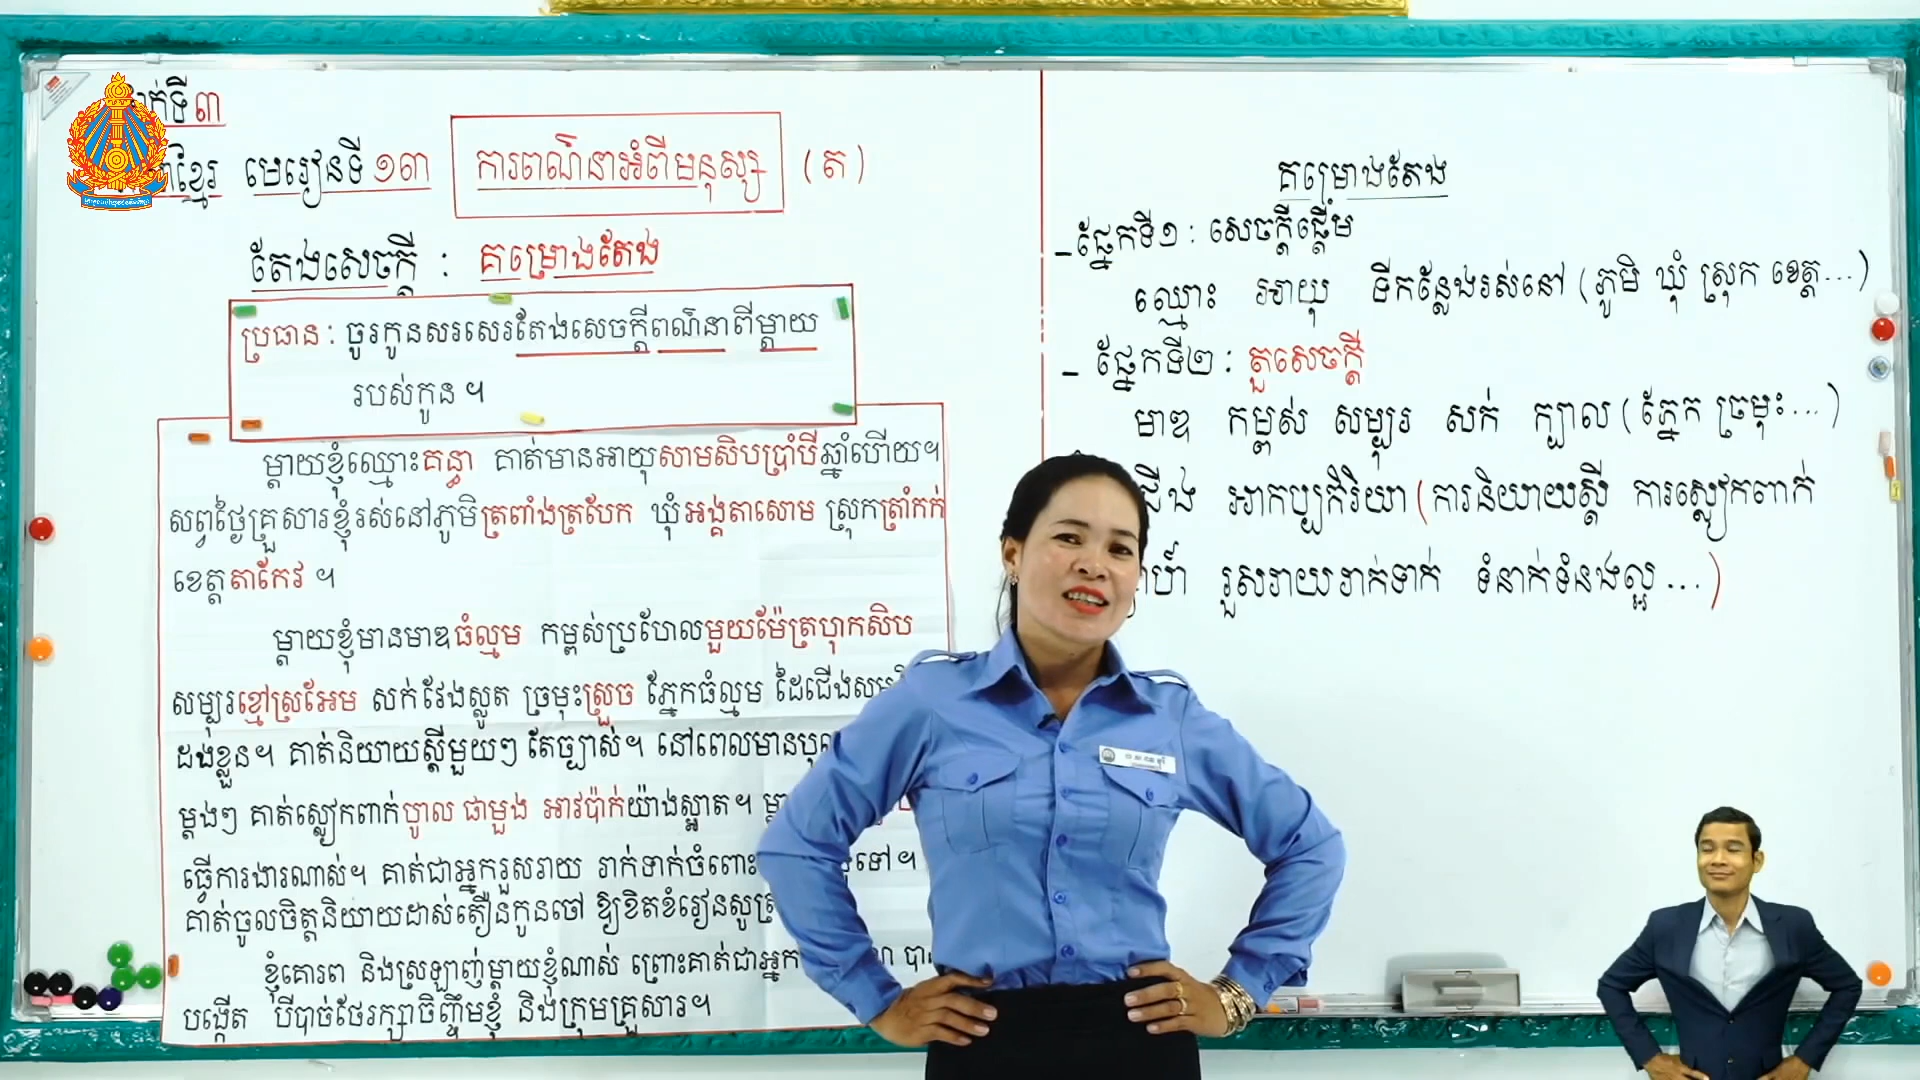 ទី ៣
ខ្មែរ មេរៀនទី ១៣ ការពណ៌នាអំពីមនុស្ស (ត)
តែងសេចក្តី : គម្រោងតែង
ប្រធាន : ចូរកូនសរសេរតែងសេចក្តីពណ៌នាពីម្តាយ
របស់កូន ។
ម្តាយខ្ញុំឈ្មោះគន្ធា គាត់មានអាយុសាមសិបប្រាំបីឆ្នាំហើយ។
សព្វថ្ងៃគ្រួសារខ្ញុំរស់នៅភូមិត្រពាំងត្របែក ឃុំអង្គតាសោម ស្រុកត្រាំកក់
ខេត្តតាកែវ ។
ម្តាយខ្ញុំមានមាឌធំល្មម កម្ពស់ប្រហែលមួយម៉ែត្រហុកសិប
សម្បុរខ្មៅស្រអែម សក់វែងស្លូត ច្រមុះស្រួច ភ្នែកធំល្មម ដៃជើង
ដងខ្លួន។ គាត់និយាយស្តីមួយៗ តែច្បាស់។ នៅពេលមាន
ម្តងៗ គាត់ស្លៀកពាក់ហូល ផាមួង អាវប៉ាក់យ៉ាងស្អាត។
ធ្វើការងារណាស់។ គាត់ជាអ្នករួសរាយ រាក់ទាក់ចំពោះ
គាត់ចូលចិត្តនិយាយដាស់តឿនកូនចៅ ឱ្យខិតខំរៀនសូត្រ
ខ្ញុំគោរព និងស្រឡាញ់ម្តាយខ្ញុំណាស់ ព្រោះគាត់ជាអ្នក
បង្កើត បីបាច់ថែរក្សាចិញ្ចឹមខ្ញុំ និងក្រុមគ្រួសារ។
គម្រោងតែង
- ផ្នែកទី១ : សេចក្តីផ្តើម
ឈ្មោះ អាយុ ទីកន្លែងរស់នៅ (ភូមិ ឃុំ ស្រុក ខេត្ត...)
- ផ្នែកទី២ : តួសេចក្តី
មាឌ កម្ពស់ សម្បុរ សក់ ក្បាល (ភ្នែក ច្រមុះ...)
ជើង អាកប្បកិរិយា (ការនិយាយស្តី ការស្លៀកពាក់
រួសរាយរាក់ទាក់ ទំនាក់ទំនងល្អ...)